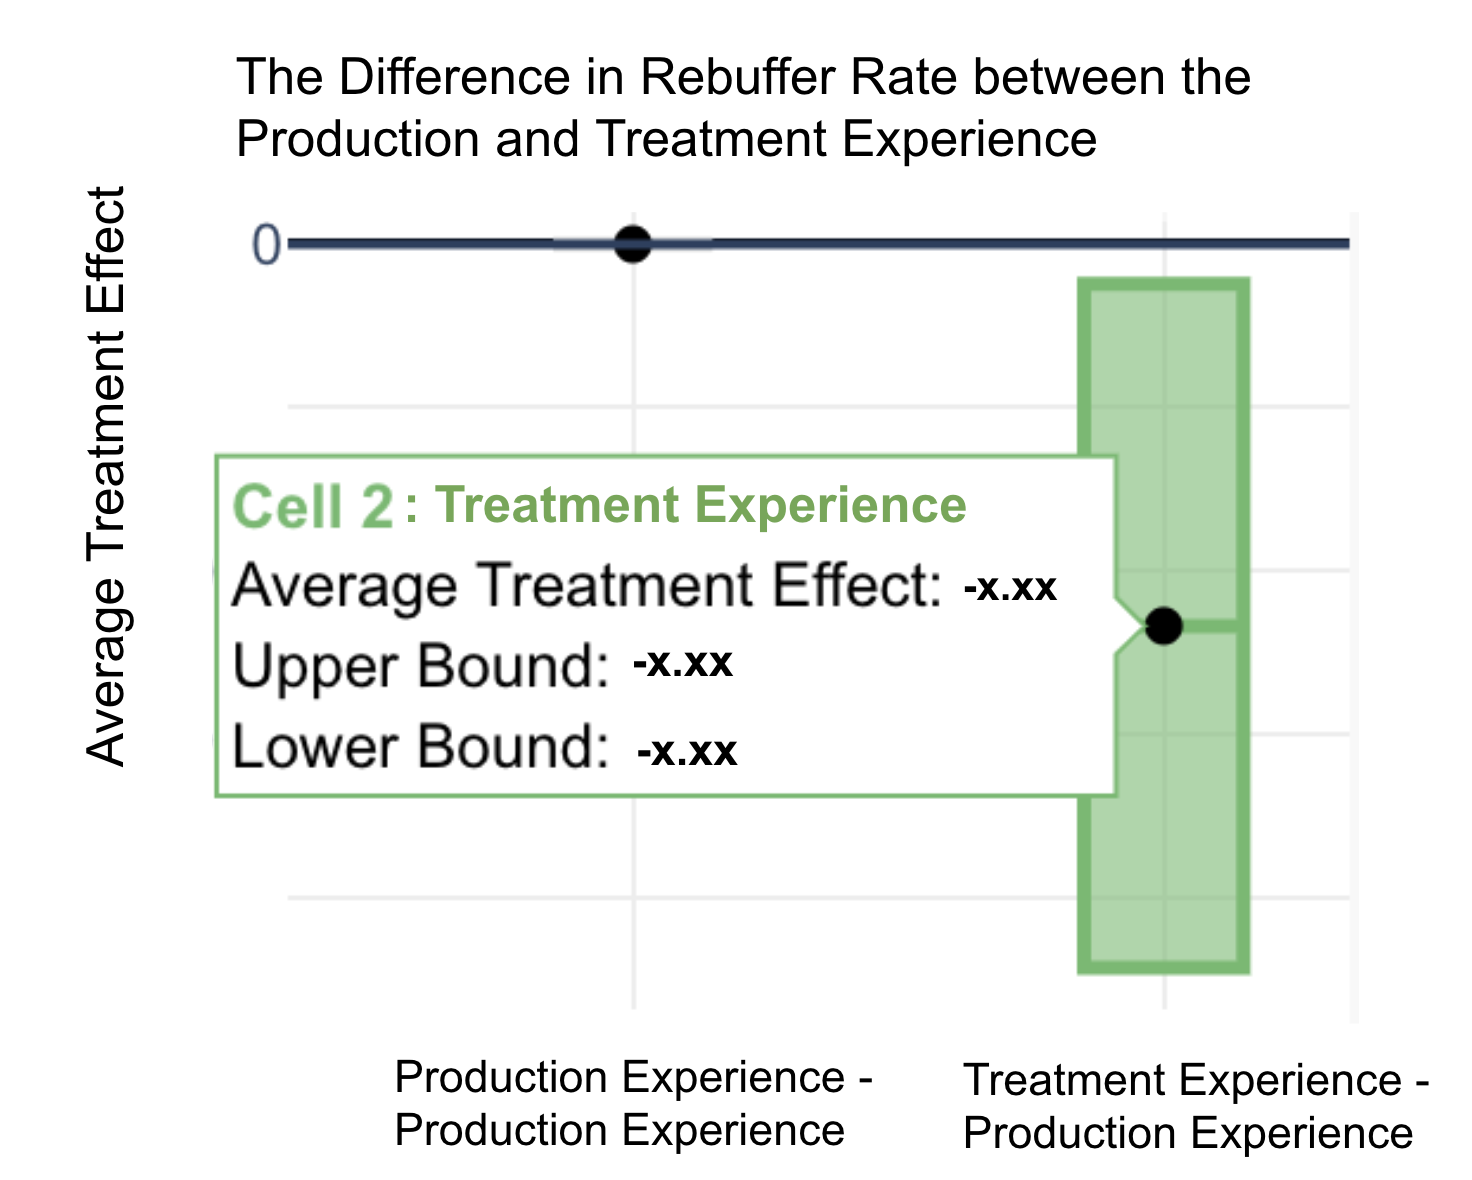 The Difference in Rebuffer Rate between the
Production and Treatment Experience
Average Treatment Effect
0
Cell 2 : Treatment Experience
Average Treatment Effect: -x.xx
Upper Bound: -x.xx
Lower Bound: -x.xx
Production Experience -
Production Experience
Treatment Experience -
Production Experience